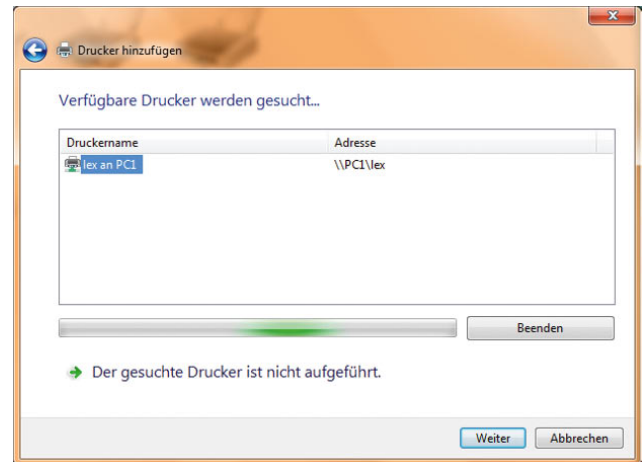 Drucker hinzufügen
Verfügbare Drucker werden gesucht...
Druckername Adresse
lex an PC1 \\PC1\lex
Beenden
Der gesuchte Drucker ist nicht aufgeführt.
Weiter Abbrechen